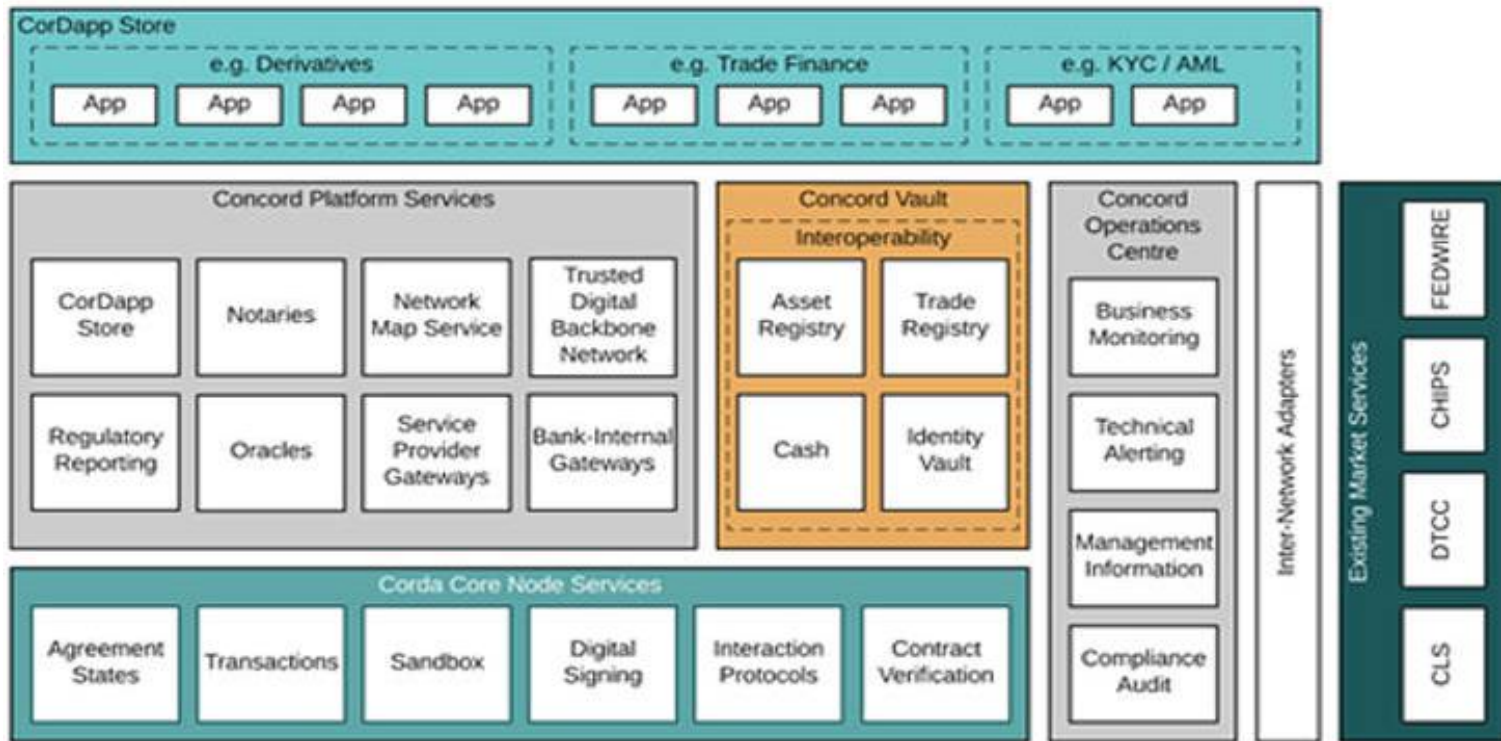 CorDapp Store
e.g. Derivatives
App App App App
e.g. Trade Finance
App App App
e.g. KYC / AML
App App
Concord Platform Services
CorDapp
Store
Notaries
Network
Map Service
Trusted
Digital
Backbone
Network
Regulatory
Reporting
Oracles
Service
Provider
Gateways
Bank-Internal
Gateways
Concord Vault
Interoperability
Asset
Registry
Trade
Registry
Cash
Identity
Vault
Concord
Operations
Centre
Business
Monitoring
Technical
Alerting
Management
Information
Compliance
Audit
Inter-Network Adapters
Existing Market Services
FEDWIRE
CHIPS
DTCC
CLS
Corda Core Node Services
Agreement
States
Transactions
Sandbox
Digital
Signing
Interaction
Protocols
Contract
Verification